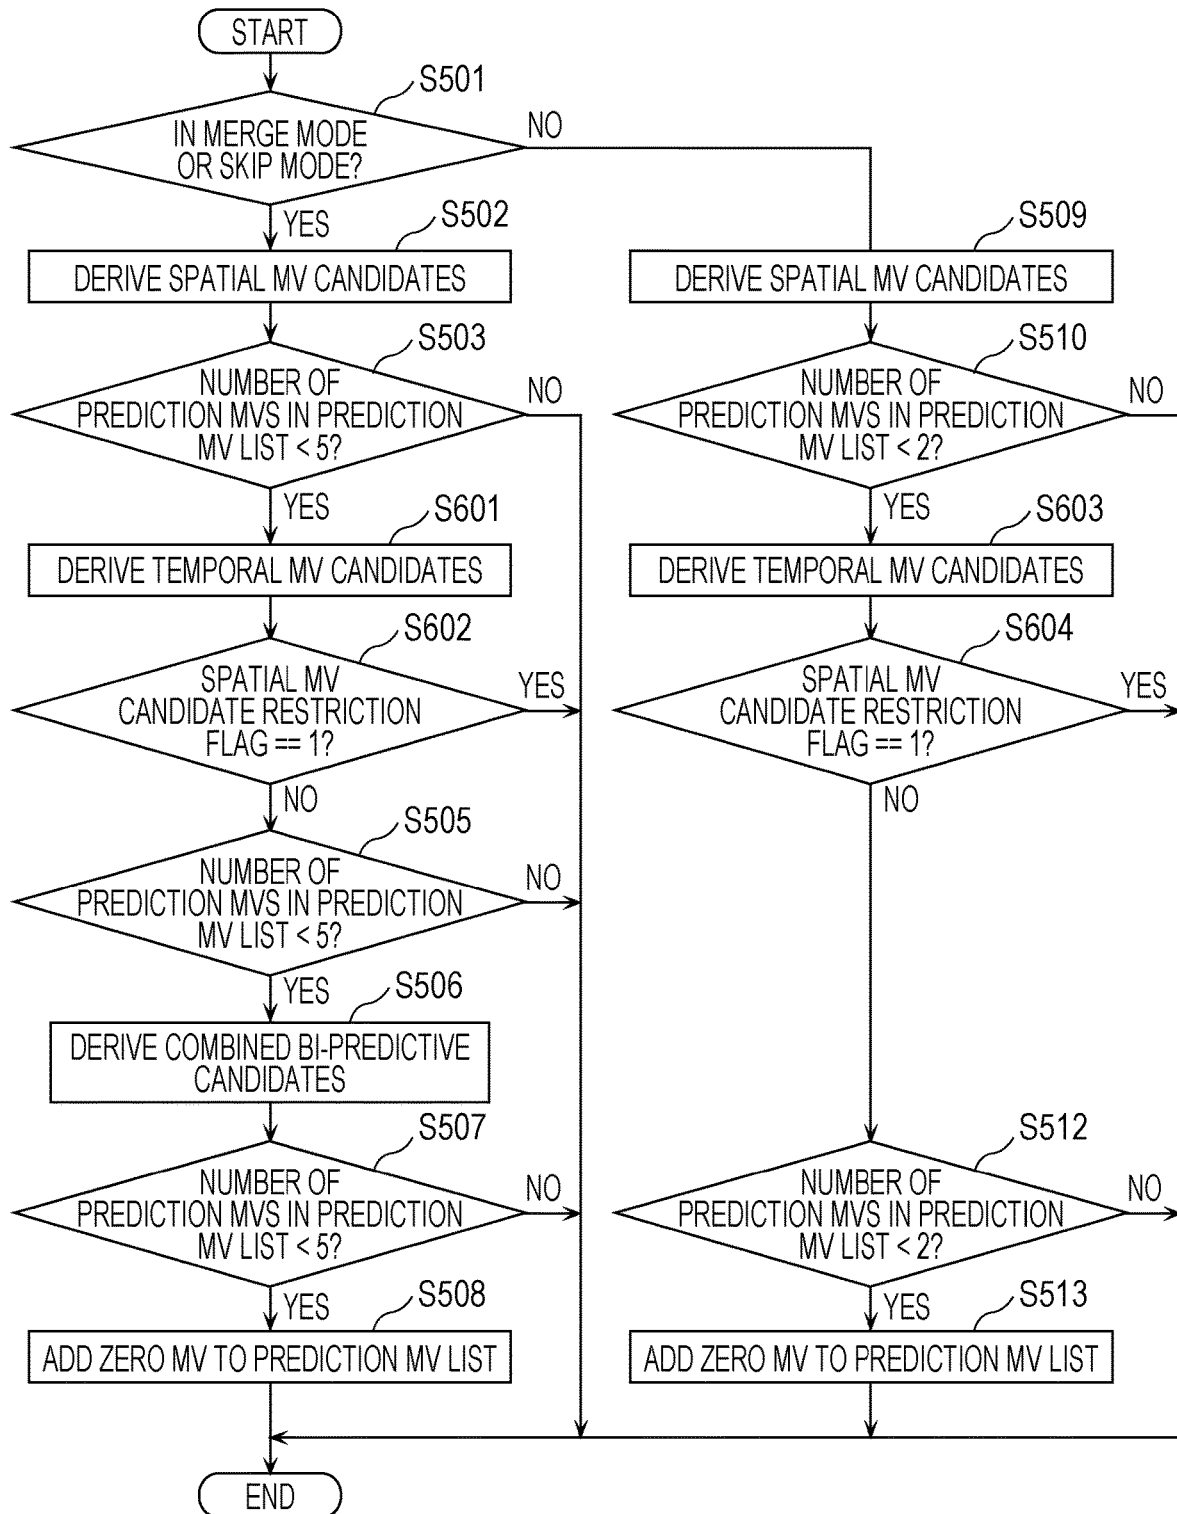 START
S501
IN MERGE MODE
OR SKIP MODE?
NO
YES
S502
DERIVE SPATIAL MV CANDIDATES
S503
NUMBER OF
PREDICTION MVS IN PREDICTION
MV LIST < 5?
NO
YES
S601
DERIVE TEMPORAL MV CANDIDATES
S602
SPATIAL MV
CANDIDATE RESTRICTION
FLAG == 1?
YES
NO
S505
NUMBER OF
PREDICTION MVS IN PREDICTION
MV LIST < 5?
NO
YES
S506
DERIVE COMBINED BI-PREDICTIVE
CANDIDATES
S507
NUMBER OF
PREDICTION MVS IN PREDICTION
MV LIST < 5?
NO
YES
S508
ADD ZERO MV TO PREDICTION MV LIST
S509
DERIVE SPATIAL MV CANDIDATES
S510
NUMBER OF
PREDICTION MVS IN PREDICTION
MV LIST < 2?
NO
YES
S603
DERIVE TEMPORAL MV CANDIDATES
S604
SPATIAL MV
CANDIDATE RESTRICTION
FLAG == 1?
YES
NO
S512
NUMBER OF
PREDICTION MVS IN PREDICTION
MV LIST < 2?
NO
YES
S513
ADD ZERO MV TO PREDICTION MV LIST
END